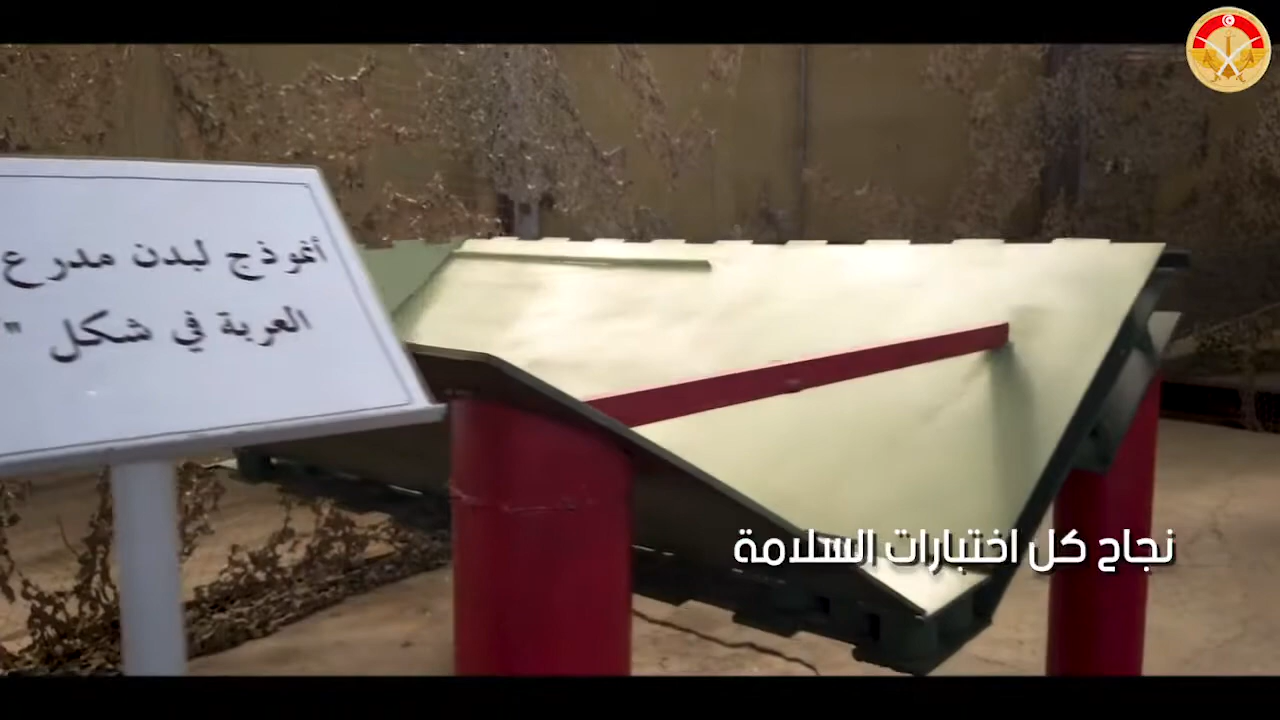 أنموذج لبدن مدرع
العربة في شكل "
نجاح كل اختبارات السلامة